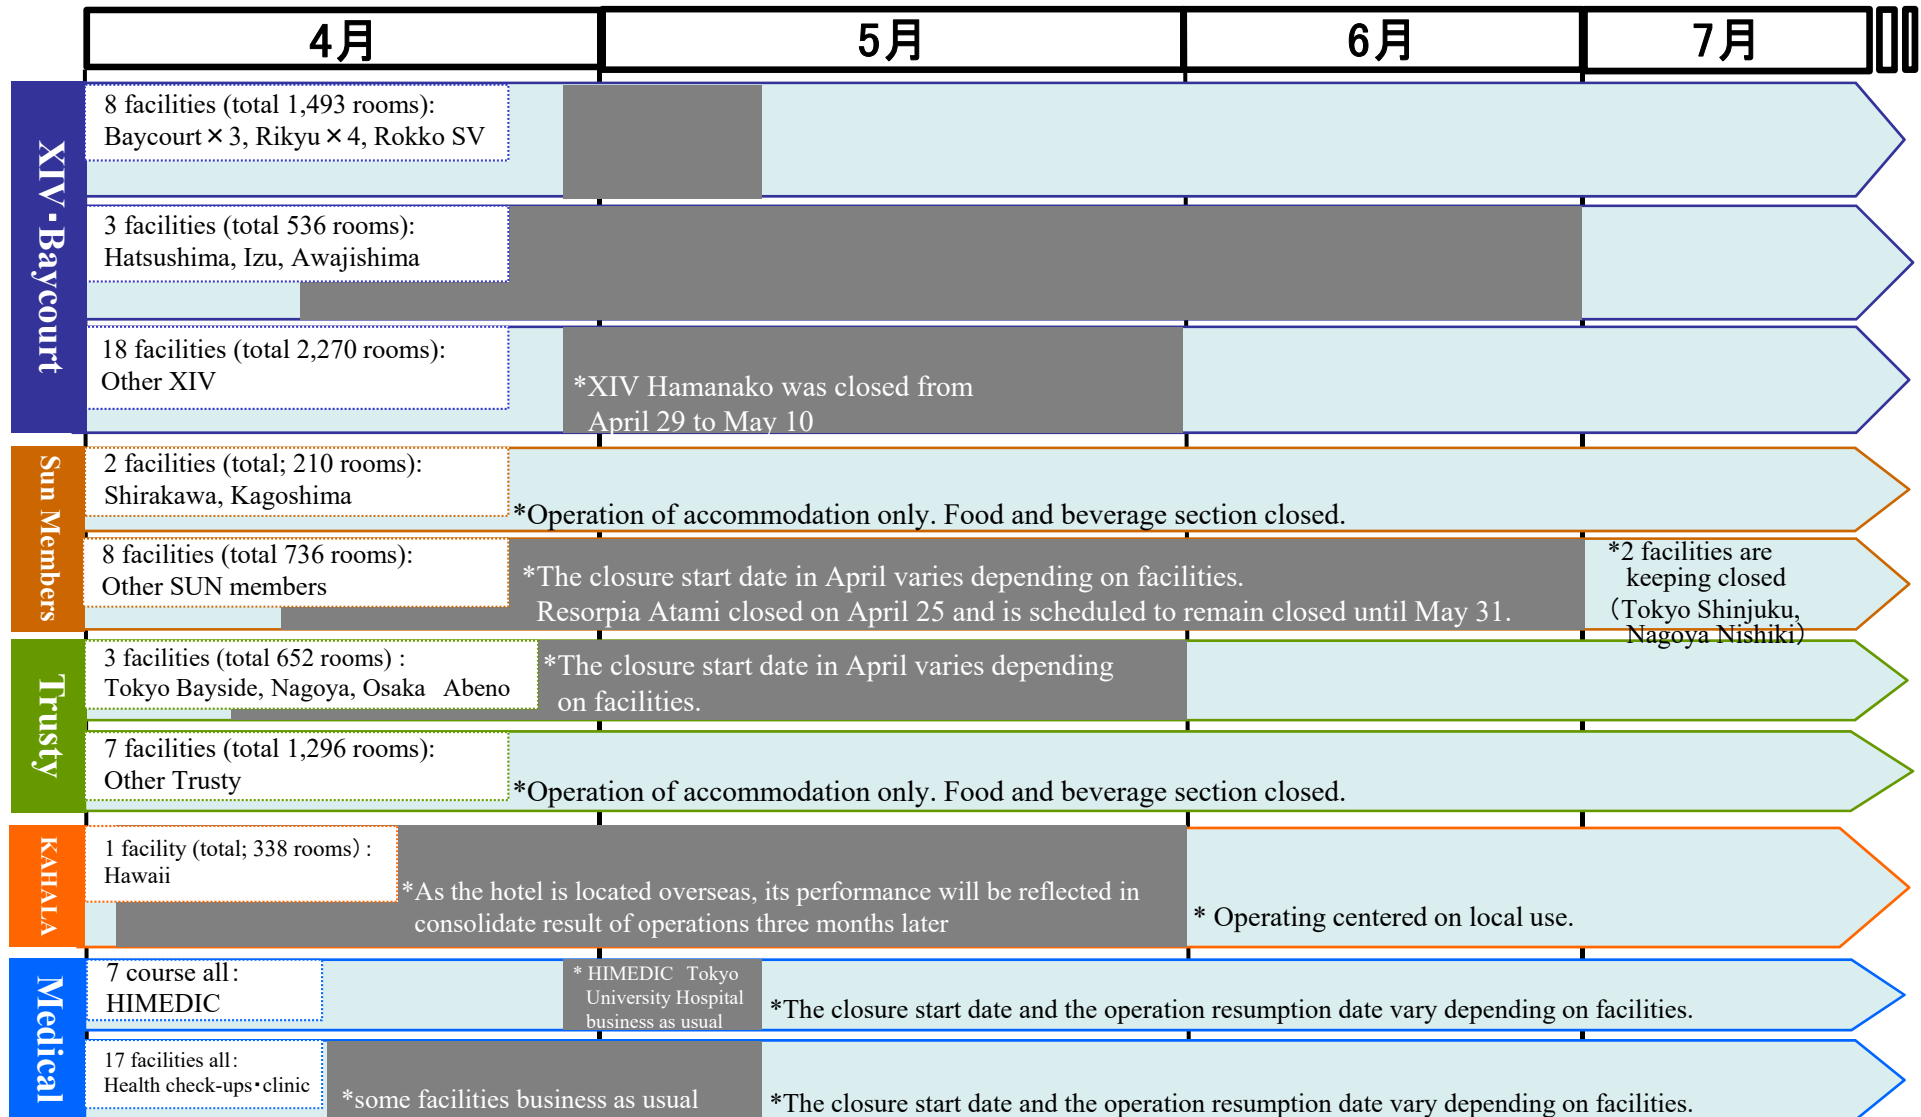 4月
5月
6月
7月
XIV・Baycourt
8 facilities (total 1,493 rooms):
Baycourt×3, Rikyu×4, Rokko SV
3 facilities (total 536 rooms):
Hatsushima, Izu, Awajishima
18 facilities (total 2,270 rooms):
Other XIV
*XIV Hamanako was closed from
April 29 to May 10
Sun Members
2 facilities (total; 210 rooms):
Shirakawa, Kagoshima
*Operation of accommodation only. Food and beverage section closed.
8 facilities (total 736 rooms):
Other SUN members
*The closure start date in April varies depending on facilities.
Resorpia Atami closed on April 25 and is scheduled to remain closed until May 31.
*2 facilities are
keeping closed
（Tokyo Shinjuku,
Nagoya Nishiki）
Trusty
3 facilities (total 652 rooms) :
Tokyo Bayside, Nagoya, Osaka Abeno
*The closure start date in April varies depending
on facilities.
7 facilities (total 1,296 rooms):
Other Trusty
*Operation of accommodation only. Food and beverage section closed.
KAHALA
1 facility (total; 338 rooms）:
Hawaii
*As the hotel is located overseas, its performance will be reflected in
consolidate result of operations three months later
* Operating centered on local use.
Medical
7 course all:
HIMEDIC
* HIMEDIC Tokyo
University Hospital
business as usual
*The closure start date and the operation resumption date vary depending on facilities.
17 facilities all:
Health check-ups・clinic
*some facilities business as usual
*The closure start date and the operation resumption date vary depending on facilities.